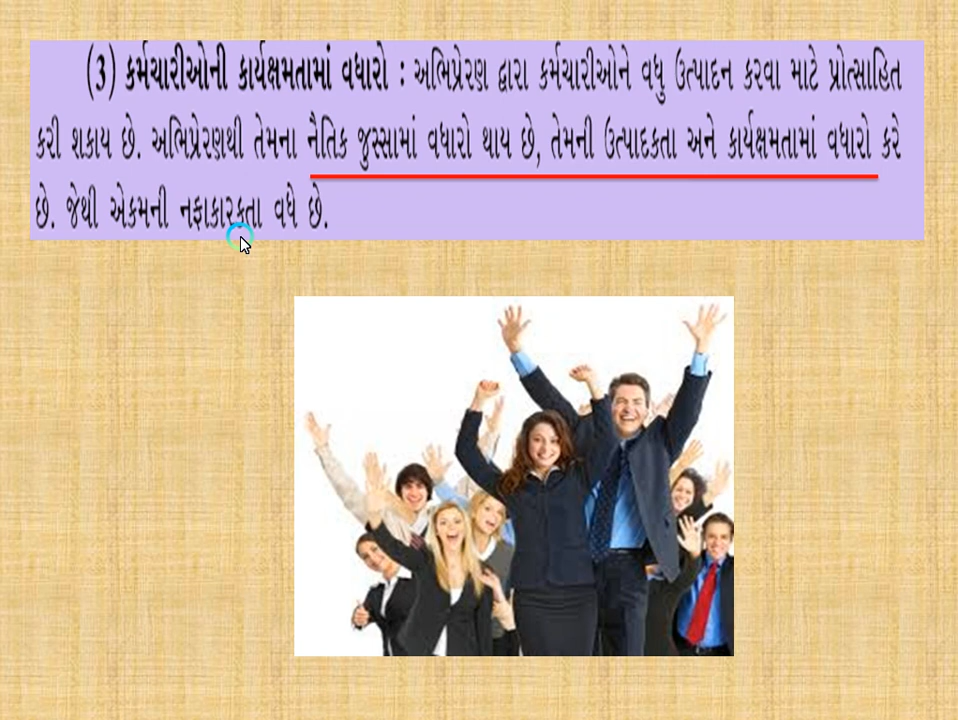 (3) કર્મચારીઓની કાર્યક્ષમતામાં વધારો : અભિપ્રેરણ દ્વારા કર્મચારીઓને વધુ ઉત્પાદન કરવા માટે પ્રોત્સાહિત
કરી શકાય છે. અભિપ્રેરણથી તેમના નૈતિક જુસ્સામાં વધારો થાય છે, તેમની ઉત્પાદકતા અને કાર્યક્ષમતામાં વધારો કરે
છે. જેથી એકમની નફાકારકતા વધે છે.